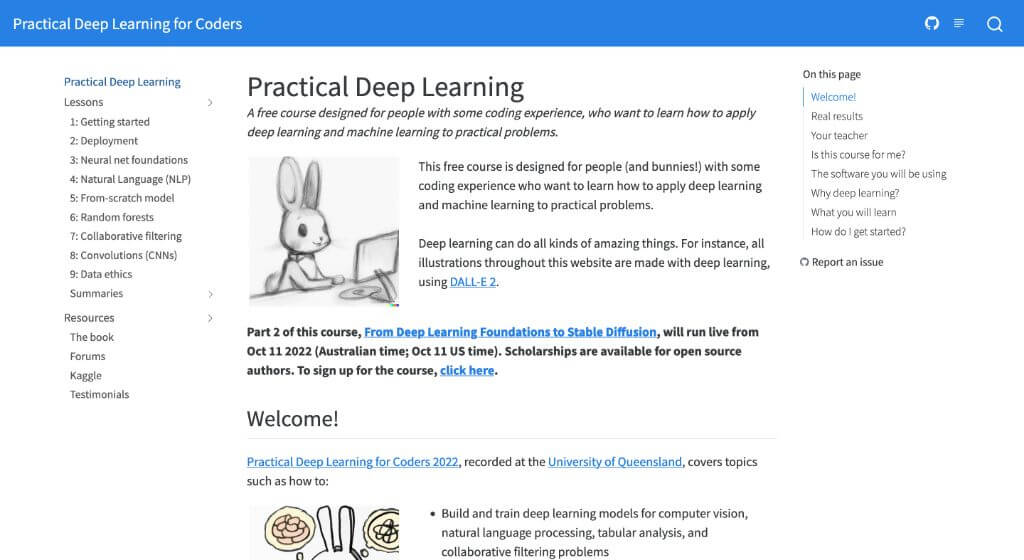 Practical Deep Learning for Coders
Practical Deep Learning
Lessons
1: Getting started
2: Deployment
3: Neural net foundations
4: Natural Language (NLP)
5: From-scratch model
6: Random forests
7: Collaborative filtering
8: Convolutions (CNNs)
9: Data ethics
Summaries
Resources
The book
Forums
Kaggle
Testimonials
Practical Deep Learning
A free course designed for people with some coding experience, who want to learn how to apply
deep learning and machine learning to practical problems.
This free course is designed for people (and bunnies!) with some
coding experience who want to learn how to apply deep learning
and machine learning to practical problems.
Deep learning can do all kinds of amazing things. For instance, all
illustrations throughout this website are made with deep learning,
using DALL-E 2.
Part 2 of this course, From Deep Learning Foundations to Stable Diffusion, will run live from
Oct 11 2022 (Australian time; Oct 11 US time). Scholarships are available for open source
authors. To sign up for the course, click here.
Welcome!
Practical Deep Learning for Coders 2022, recorded at the University of Queensland, covers topics
such as how to:
• Build and train deep learning models for computer vision,
natural language processing, tabular analysis, and
collaborative filtering problems
On this page
Welcome!
Real results
Your teacher
Is this course for me?
The software you will be using
Why deep learning?
What you will learn
How do I get started?
Report an issue